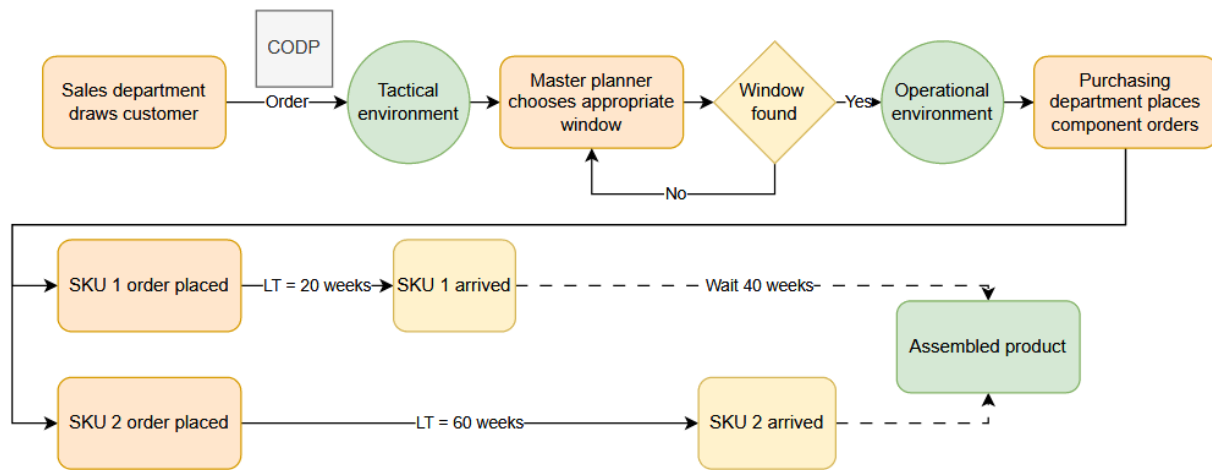 CODP
Sales department
draws customer
Order
Tactical
environment
Master planner
chooses appropriate
window
Window
found
Yes
Operational
environment
Purchasing
department places
component orders
No
SKU 1 order placed
LT = 20 weeks
SKU 1 arrived
Wait 40 weeks
Assembled product
SKU 2 order placed
LT = 60 weeks
SKU 2 arrived